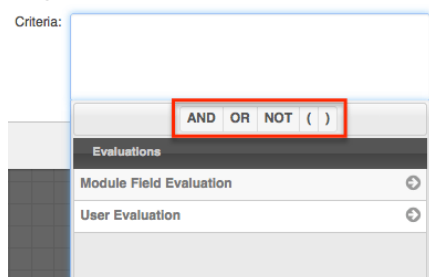 Criteria:
AND OR NOT ( )
Evaluations
Module Field Evaluation
User Evaluation